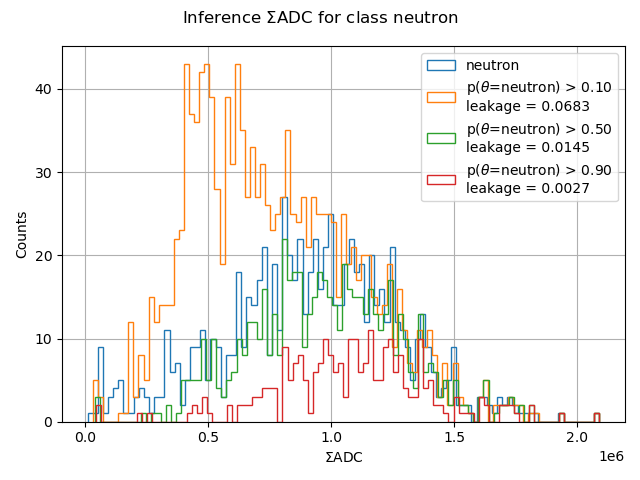 Inference ΣADC for class neutron
neutron
p(θ=neutron) > 0.10
leakage = 0.0683
p(θ=neutron) > 0.50
leakage = 0.0145
p(θ=neutron) > 0.90
leakage = 0.0027
Counts
40
30
20
10
0
0.0 0.5 1.0 1.5 2.0
1e6
ΣADC